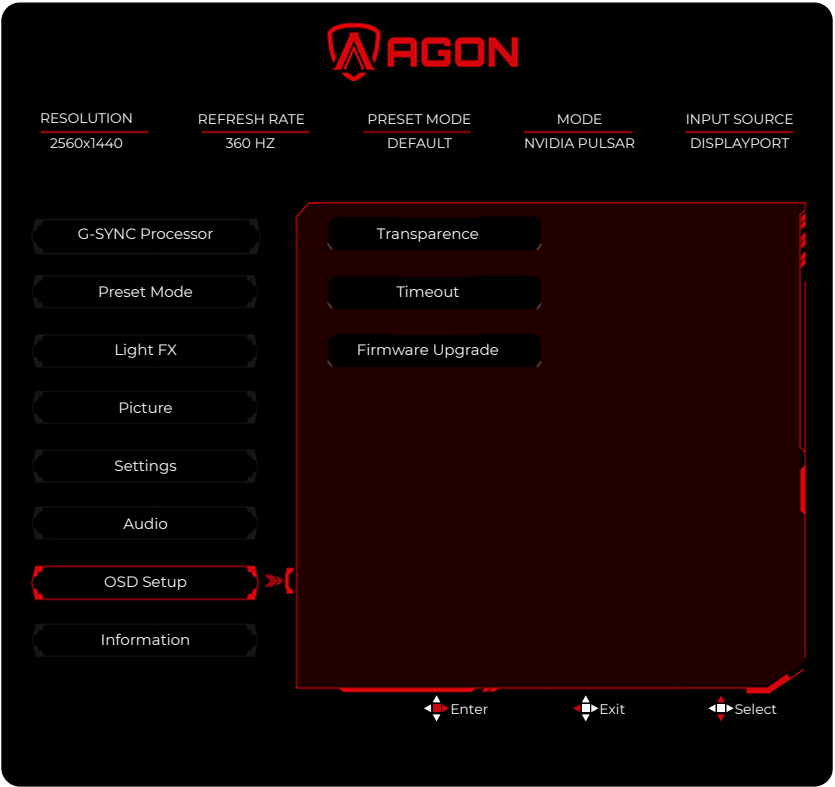 AGON
RESOLUTION
2560x1440
REFRESH RATE
360 HZ
PRESET MODE
DEFAULT
MODE
NVIDIA PULSAR
INPUT SOURCE
DISPLAYPORT
G-SYNC Processor
Preset Mode
Light FX
Picture
Settings
Audio
OSD Setup
Information
Transparence
Timeout
Firmware Upgrade
Enter
Exit
Select